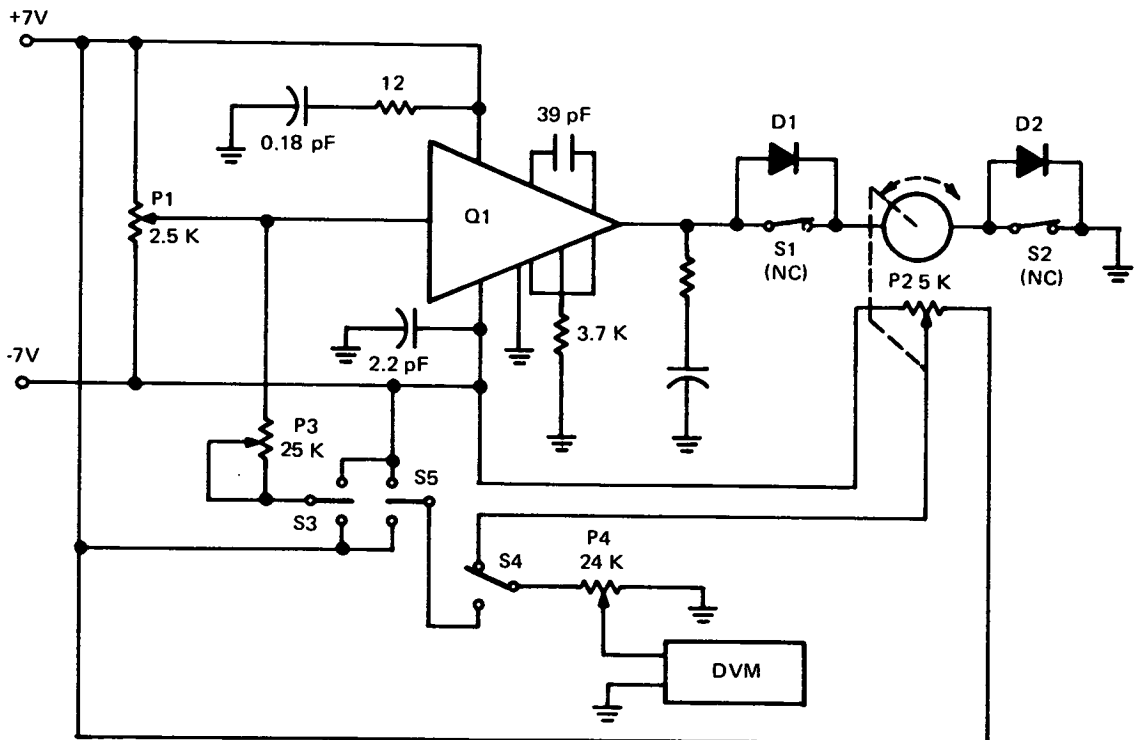 +7V
12
0.18 pF
39 pF
D1
D2
P1
2.5 K
Q1
S1
(NC)
S2
(NC)
P2 5 K
3.7 K
2.2 pF
-7V
P3
25 K
S5
S3
S4
P4
24 K
DVM